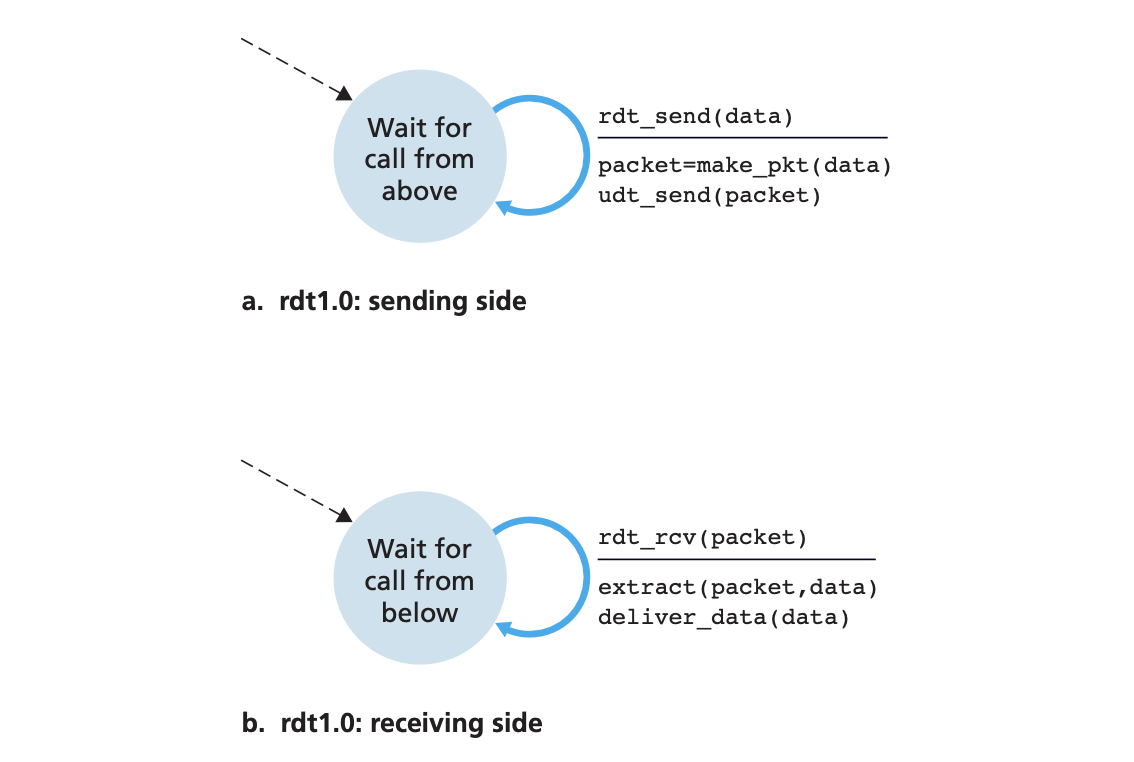 Wait for
call from
above
rdt_send(data)
packet=make_pkt(data)
udt_send(packet)
a. rdt1.0: sending side
Wait for
call from
below
rdt_rcv(packet)
extract(packet,data)
deliver_data(data)
b. rdt1.0: receiving side